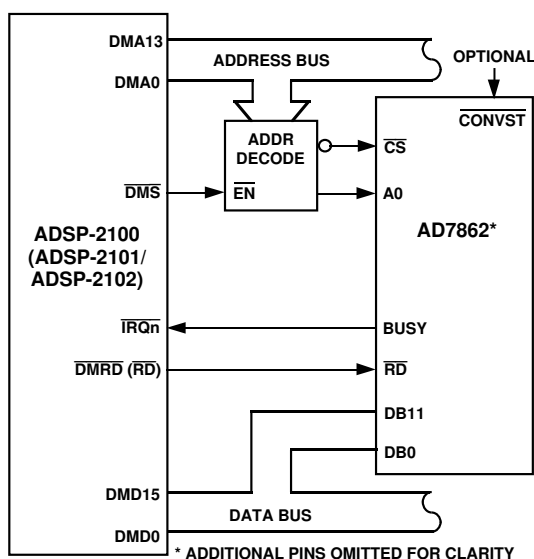 DMA13
ADDRESS BUS
OPTIONAL
DMA0
CONVST
ADDR
DECODE
CS
DMS
EN
A0
ADSP-2100
(ADSP-2101/
ADSP-2102)
AD7862*
IRQn
BUSY
DMRD (RD)
RD
DB11
DB0
DMD15
DATA BUS
DMD0
* ADDITIONAL PINS OMITTED FOR CLARITY